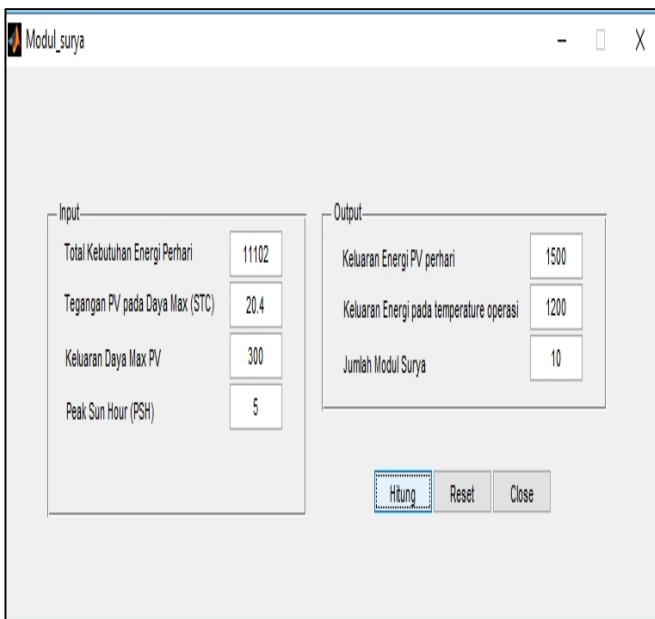 Modul_surya
Input
Total Kebutuhan Energi Perhari 11102
Tegangan PV pada Daya Max (STC) 20.4
Keluaran Daya Max PV 300
Peak Sun Hour (PSH) 5
Output
Keluaran Energi PV perhari 1500
Keluaran Energi pada temperature operasi 1200
Jumlah Modul Surya 10
Hitung Reset Close